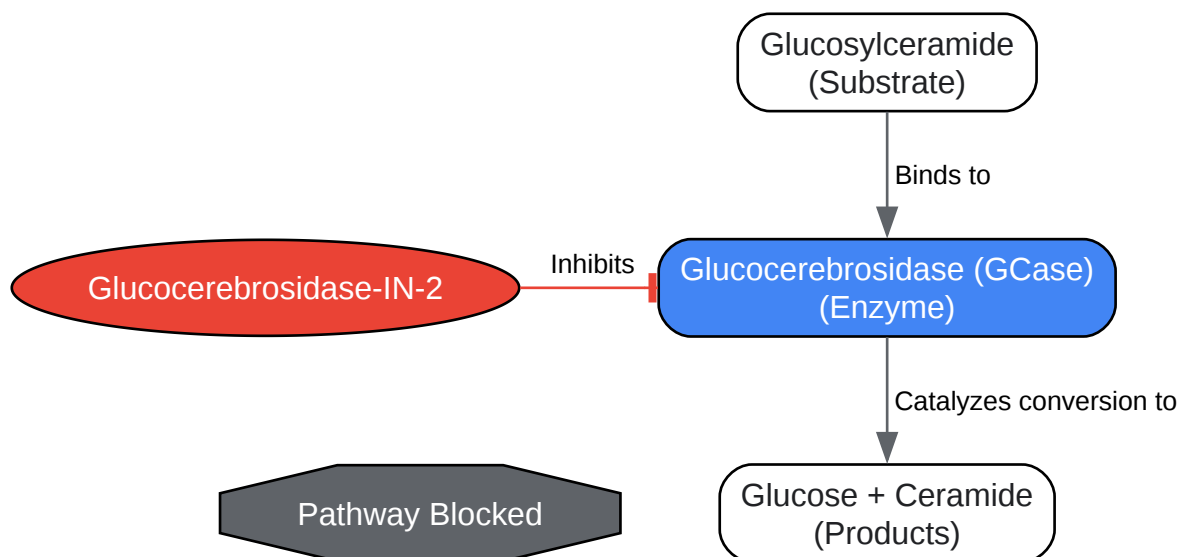 Glucosylceramide
(Substrate)
Binds to
Inhibits
Glucocerebrosidase-IN-2
Glucocerebrosidase (GCase)
(Enzyme)
Catalyzes conversion to
Pathway Blocked
Glucose + Ceramide
(Products)